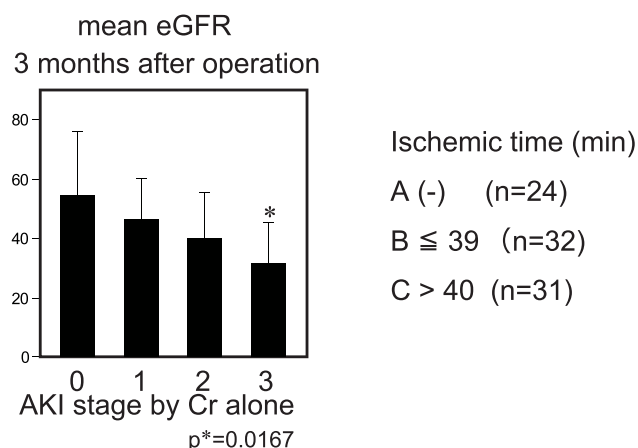 mean eGFR
3 months after operation
80
60
40
20
0
*
0 1 2 3
AKI stage by Cr alone
p*=0.0167
Ischemic time (min)
A (-) (n=24)
B ≦ 39 (n=32)
C > 40 (n=31)